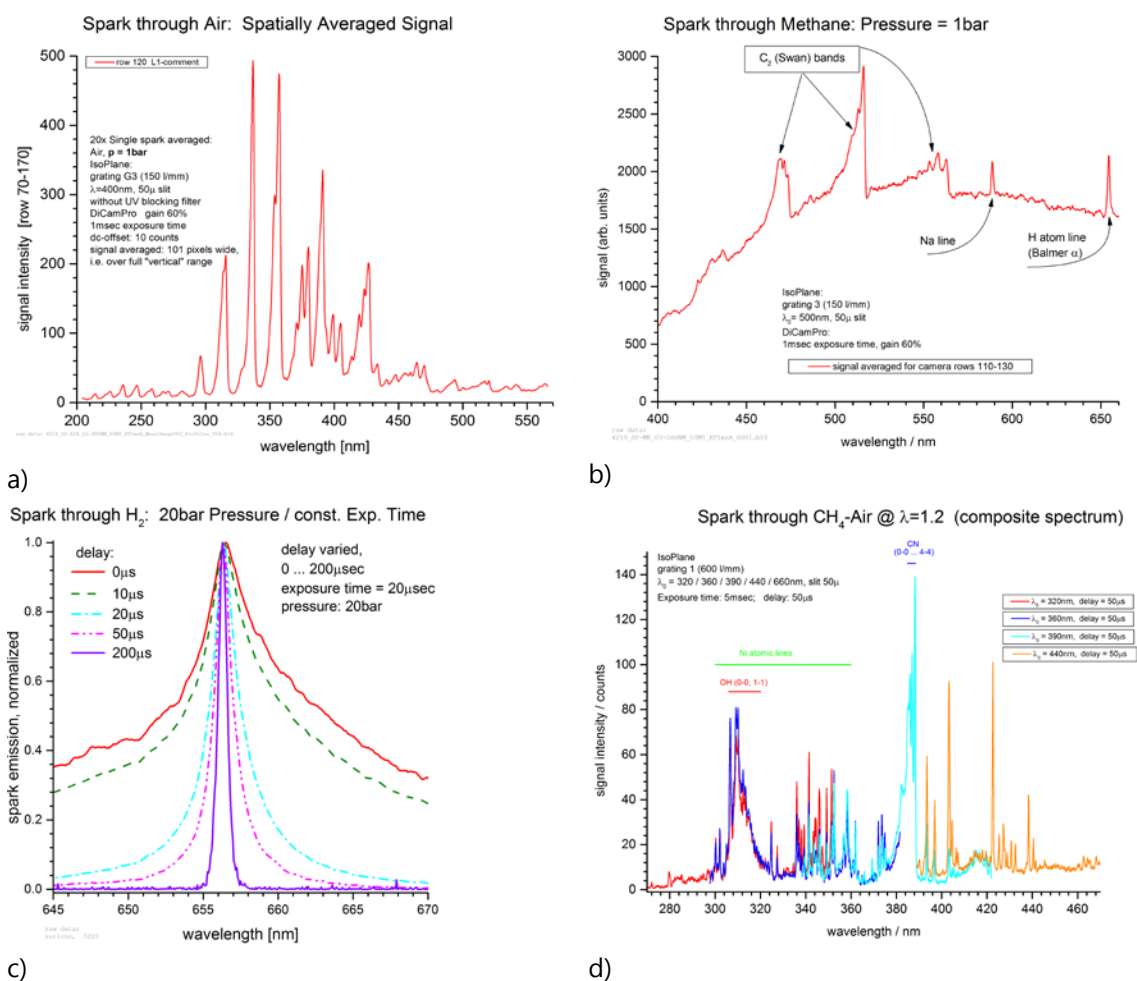 Spark through Air: Spatially Averaged Signal
500
400
300
200
100
0
signal intensity [row 70-170]
row 120 L1-comment
20x Single spark averaged:
Air, p = 1bar
IsoPlane:
grating G3 (150 l/mm)
λ=400nm, 50µ slit
without UV blocking filter
DiCamPro gain 60%
1msec exposure time
dc-offset: 10 counts
signal averaged: 101 pixels wide,
i.e. over full "vertical" range
200 250 300 350 400 450 500 550
wavelength [nm]
a)
Spark through Methane: Pressure = 1bar
3000
2500
2000
1500
1000
500
0
signal (arb. units)
C₂ (Swan) bands
Na line
H atom line
(Balmer α)
IsoPlane:
grating 3 (150 l/mm)
λ₀= 500nm, 50µ slit
DiCamPro:
1msec exposure time, gain 60%
signal averaged for camera rows 110-130
400 450 500 550 600 650
wavelength / nm
raw data:
b)
Spark through H₂: 20bar Pressure / const. Exp. Time
1.0
0.8
0.6
0.4
0.2
0.0
spark emission, normalized
delay:
0µs
10µs
20µs
50µs
200µs
delay varied,
0 ... 200µsec
exposure time = 20µsec
pressure: 20bar
645 650 655 660 665 670
wavelength [nm]
raw data:
c)
Spark through CH₄-Air @ λ=1.2 (composite spectrum)
140
120
100
80
60
40
20
0
signal intensity / counts
IsoPlane
grating 1 (600 l/mm)
λ₀ = 320 / 360 / 390 / 440 / 660nm, slit 50µ
Exposure time: 5msec; delay: 50µs
CN
(0-0 ... 4-4)
λ₀ = 320nm, delay = 50µs
λ₀ = 360nm, delay = 50µs
λ₀ = 390nm, delay = 50µs
λ₀ = 440nm, delay = 50µs
Ni atomic lines
OH (0-0, 1-1)
280 300 320 340 360 380 400 420 440 460
wavelength / nm
d)